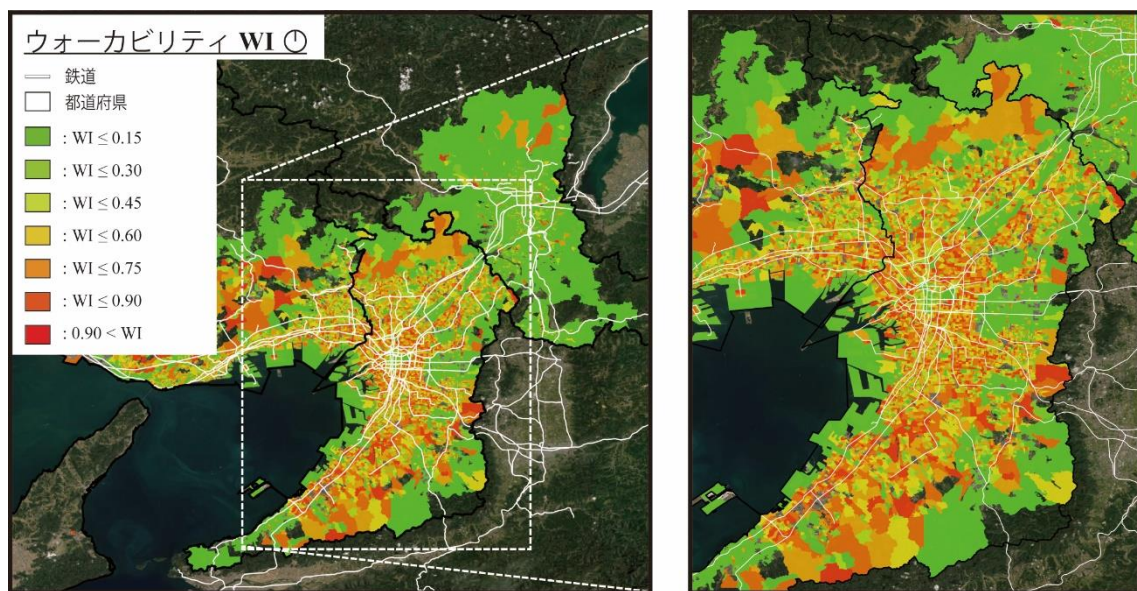 ウォーカビリティ WI
鉄道
都道府県
: WI ≤ 0.15
: WI ≤ 0.30
: WI ≤ 0.45
: WI ≤ 0.60
: WI ≤ 0.75
: WI ≤ 0.90
: 0.90 < WI